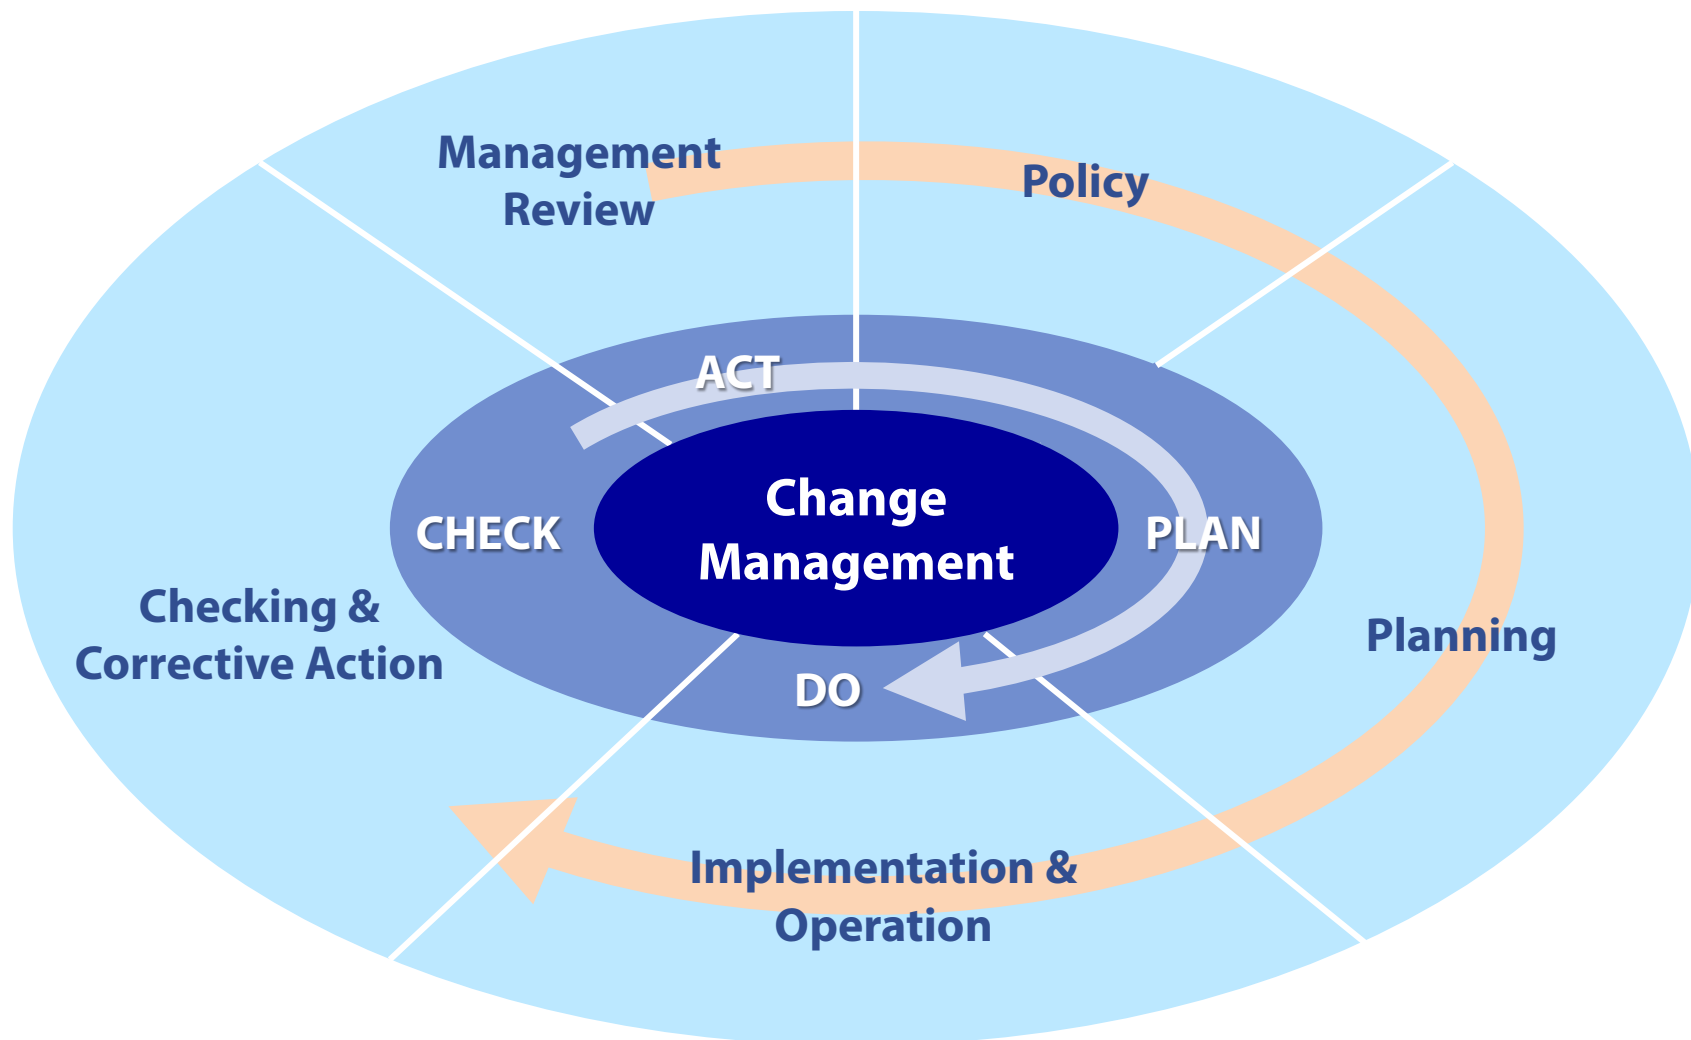 Management
Review
Policy
ACT
Change
Management
CHECK
PLAN
Checking &
Corrective Action
Planning
DO
Implementation &
Operation